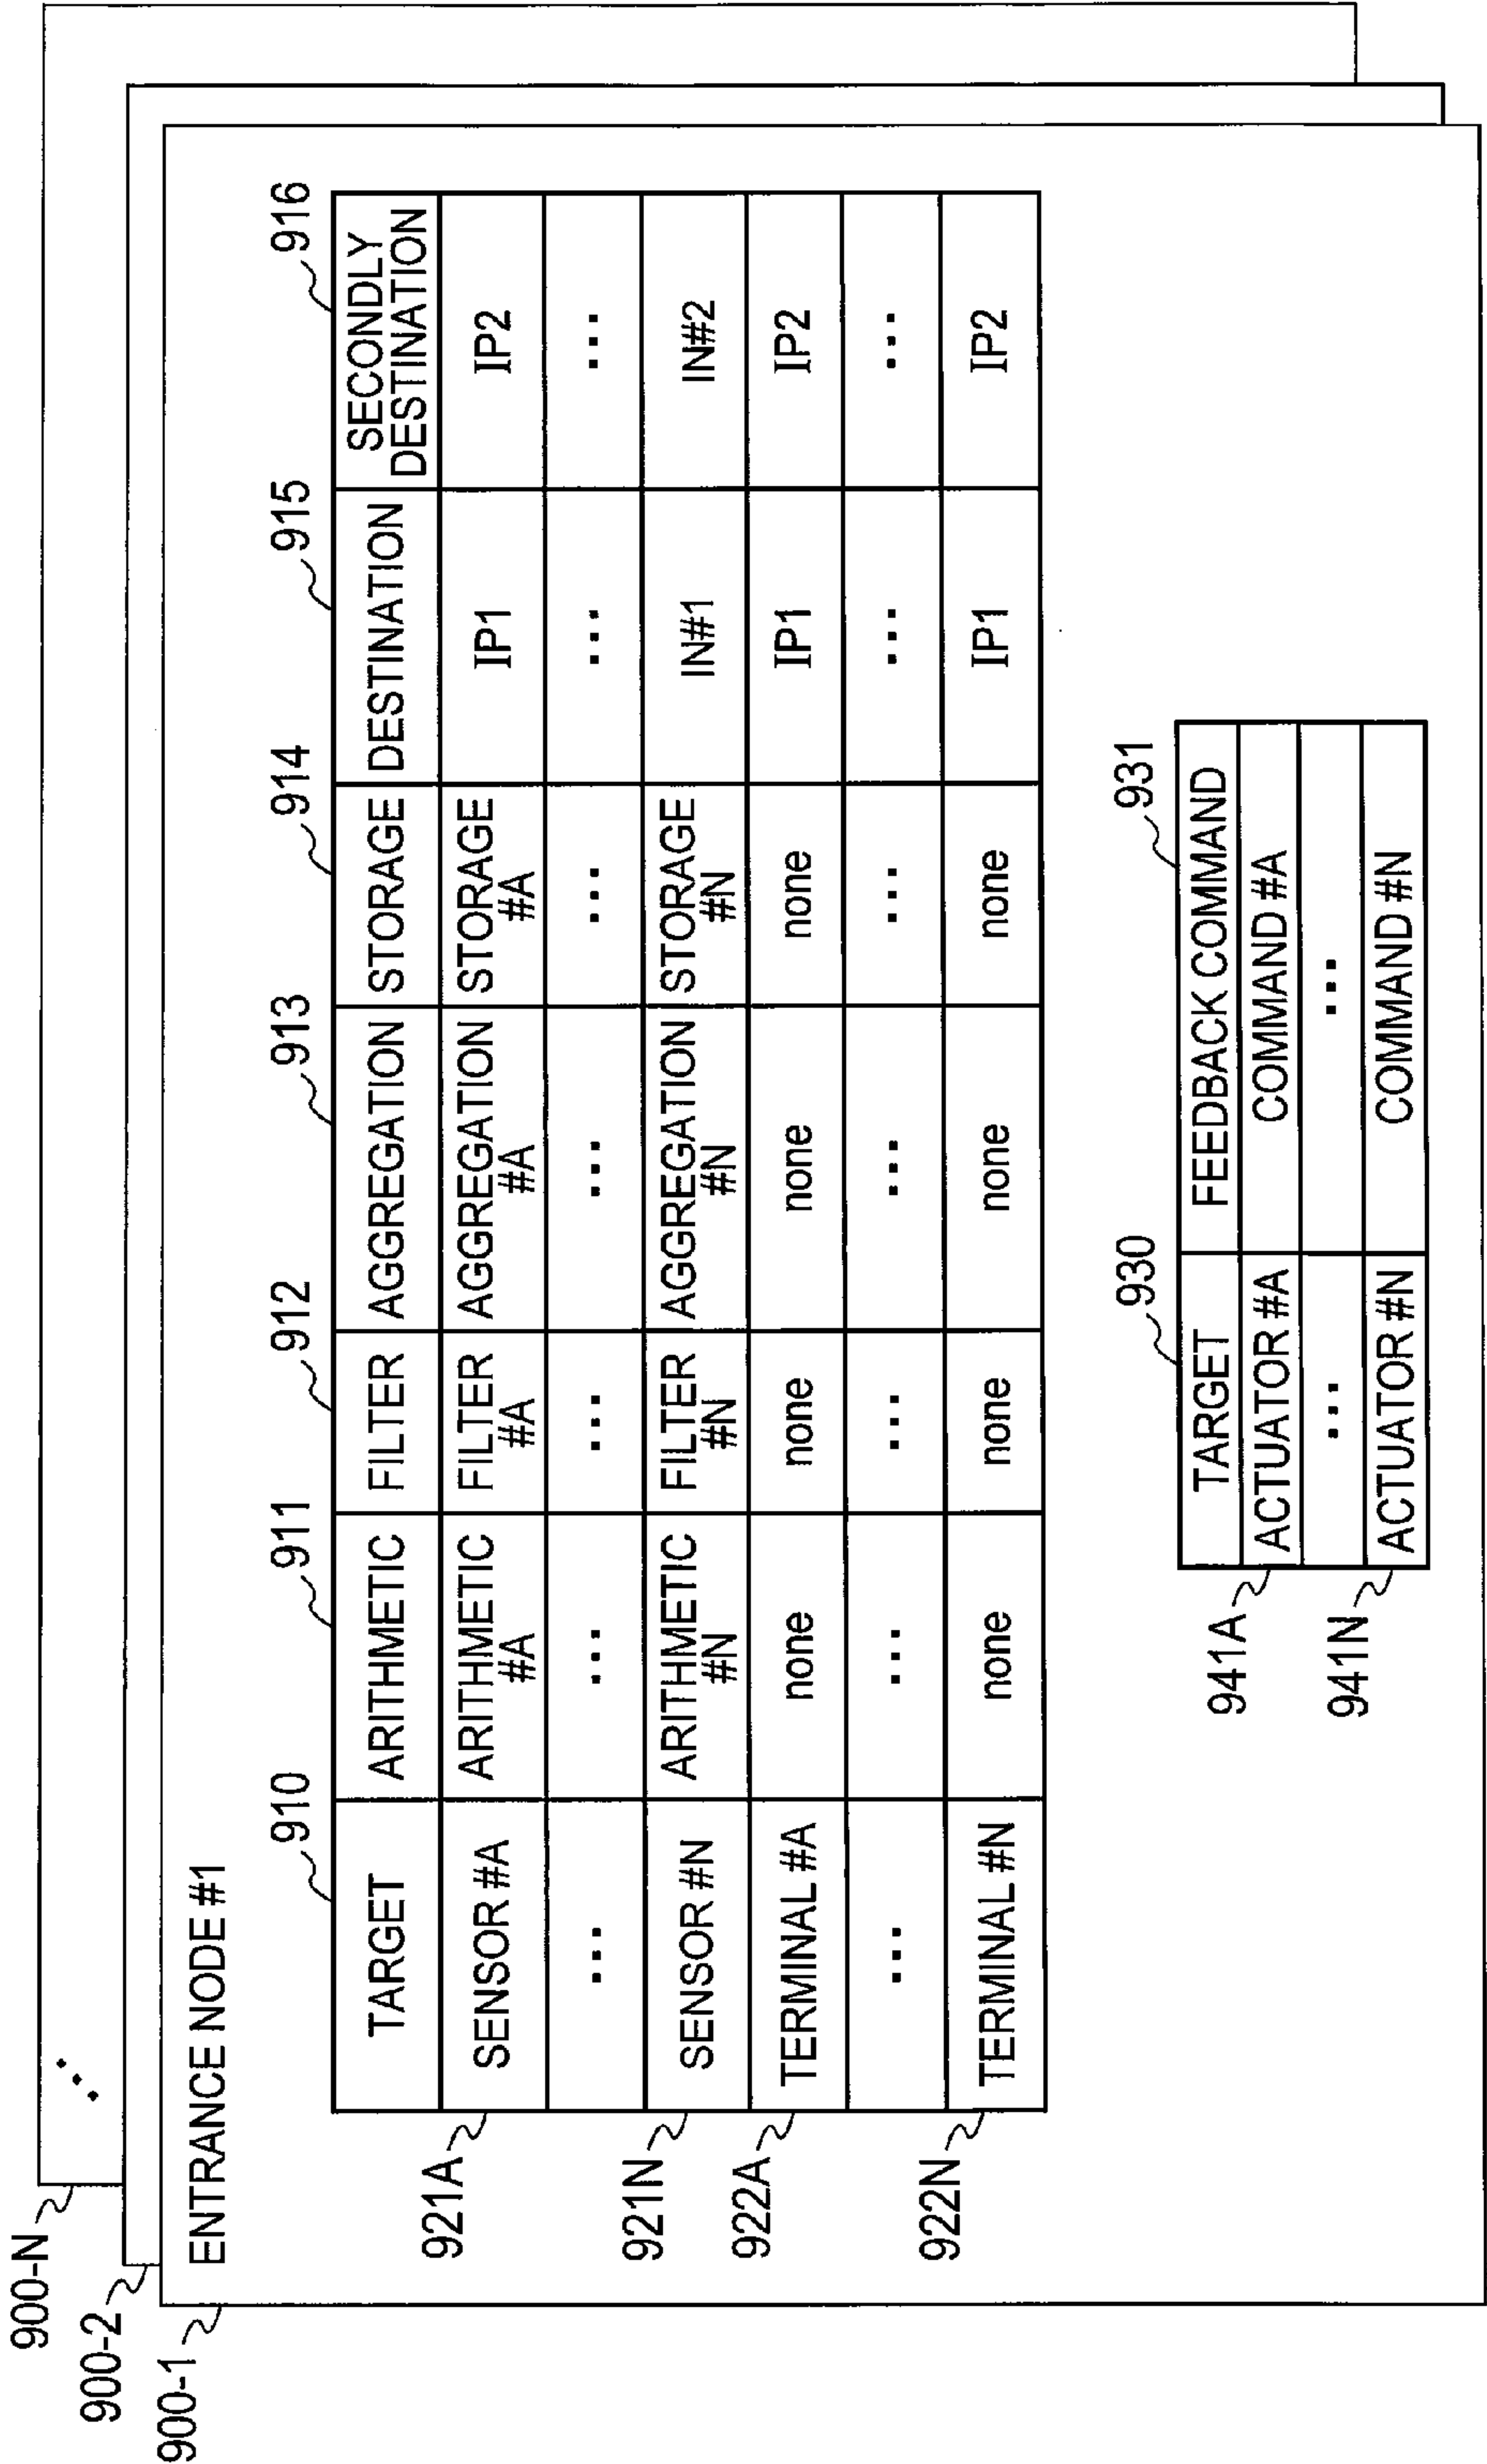 900-N
900-2
900-1
ENTRANCE NODE #1
910
911
912
913
914
915
916
TARGET
ARITHMETIC
FILTER
AGGREGATION
STORAGE
DESTINATION
SECONDLY
DESTINATION
921A
SENSOR #A
ARITHMETIC
#A
FILTER
#A
AGGREGATION
#A
STORAGE
#A
IP1
IP2
...
...
...
...
...
...
...
921N
SENSOR #N
ARITHMETIC
#N
FILTER
#N
AGGREGATION
#N
STORAGE
#N
IN#1
IN#2
922A
TERMINAL #A
none
none
none
none
IP1
IP2
...
...
...
...
...
...
...
922N
TERMINAL #N
none
none
none
none
IP1
IP2
930
931
TARGET
FEEDBACK COMMAND
941A
ACTUATOR #A
COMMAND #A
...
...
941N
ACTUATOR #N
COMMAND #N